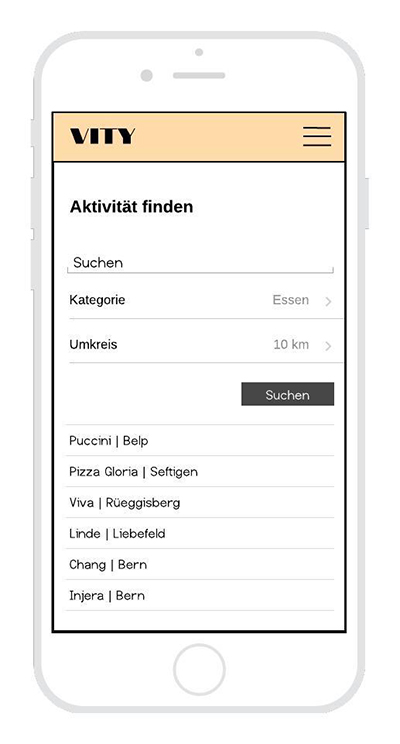 VITY
Aktivität finden
Suchen
Kategorie Essen
Umkreis 10 km
Suchen
Puccini | Belp
Pizza Gloria | Seftigen
Viva | Rüeggisberg
Linde | Liebefeld
Chang | Bern
Injera | Bern